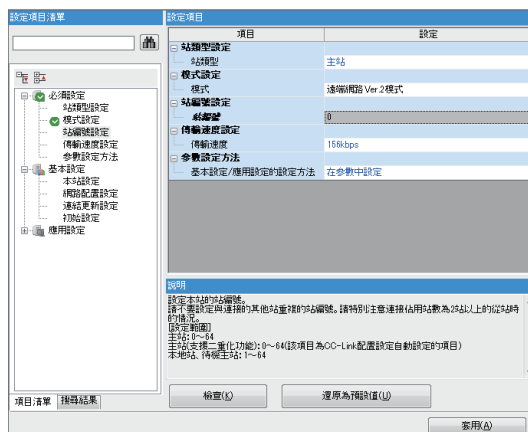 設定項目清單
必須設定
站類型設定
模式設定
站編號設定
傳輸速度設定
參數設定方法
基本設定
本站設定
網路配置設定
連結更新設定
初始設定
應用設定
項目清單
搜尋結果
設定項目
項目
設定
站類型設定
站類型
主站
模式設定
模式
遠端網路 Ver.2模式
站編號設定
站編號
0
傳輸速度設定
傳輸速度
156kbps
參數設定方法
基本設定/應用設定的設定方法
在參數中設定
說明
設定本站的站編號。
請不要設定與連接的其他站重複的站編號。請特別注意連接佔用站數為2站以上的從站時
的情況。
[設定範圍]
主站：0～64
主站(支援二重化功能)：0～64(該項目為CC-Link配置設定自動設定的項目)
本地站、待機主站：1～64
檢查(K)
還原為預設值(U)
套用(A)